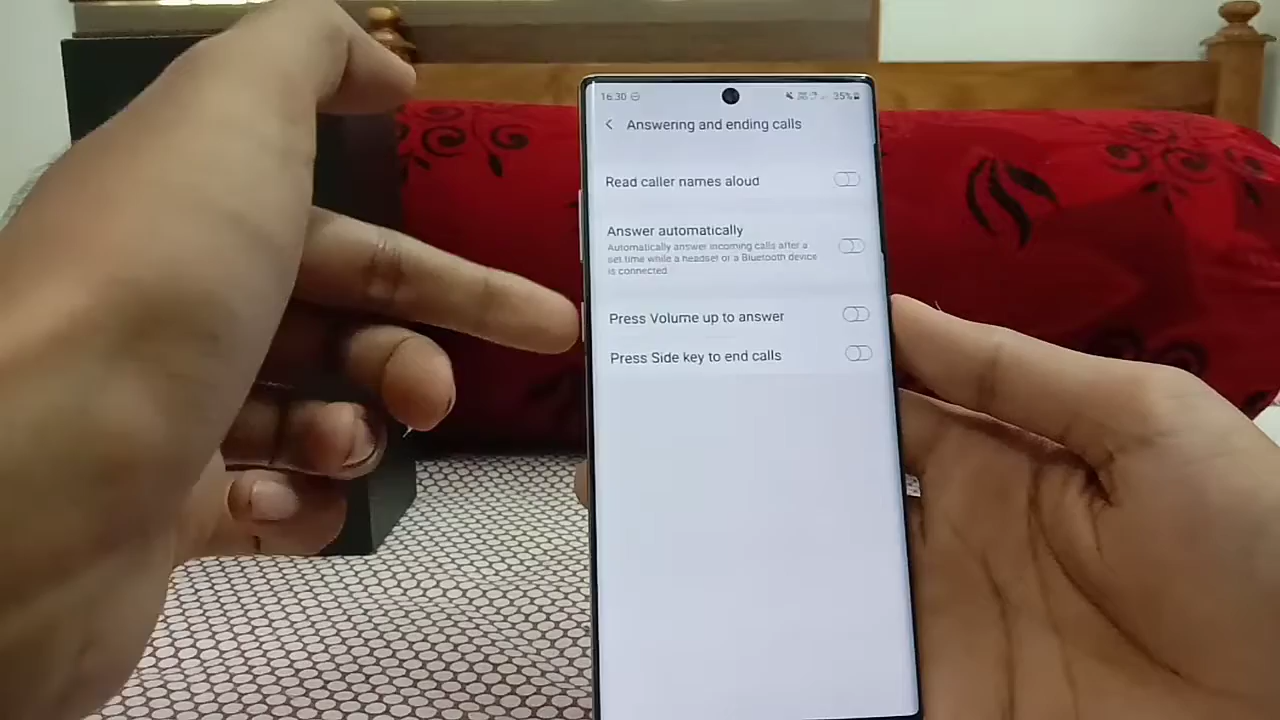 16:30
35%
Answering and ending calls
Read caller names aloud
Answer automatically
Automatically answer incoming calls after a
set time while a headset or a Bluetooth device
is connected.
Press Volume up to answer
Press Side key to end calls